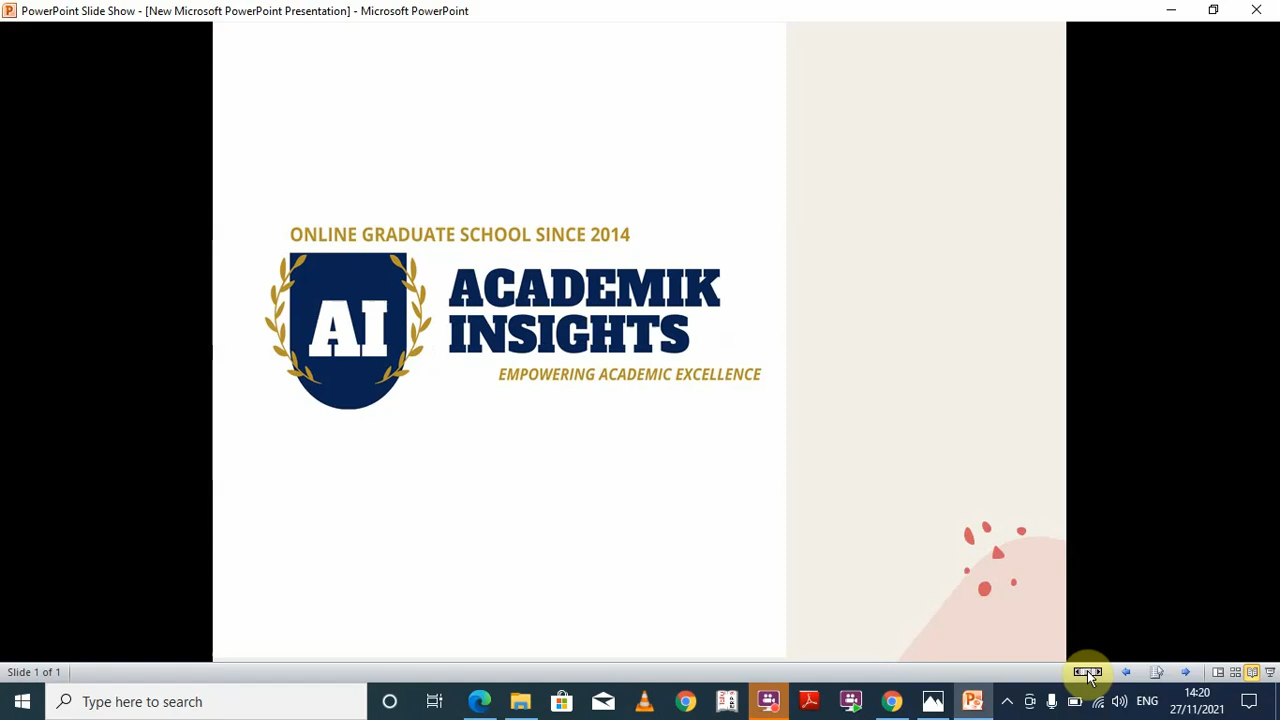 PowerPoint Slide Show - [New Microsoft PowerPoint Presentation] - Microsoft PowerPoint
ONLINE GRADUATE SCHOOL SINCE 2014
AI
ACADEMIK
INSIGHTS
EMPOWERING ACADEMIC EXCELLENCE
Slide 1 of 1
Type here to search
ENG
14:20
27/11/2021